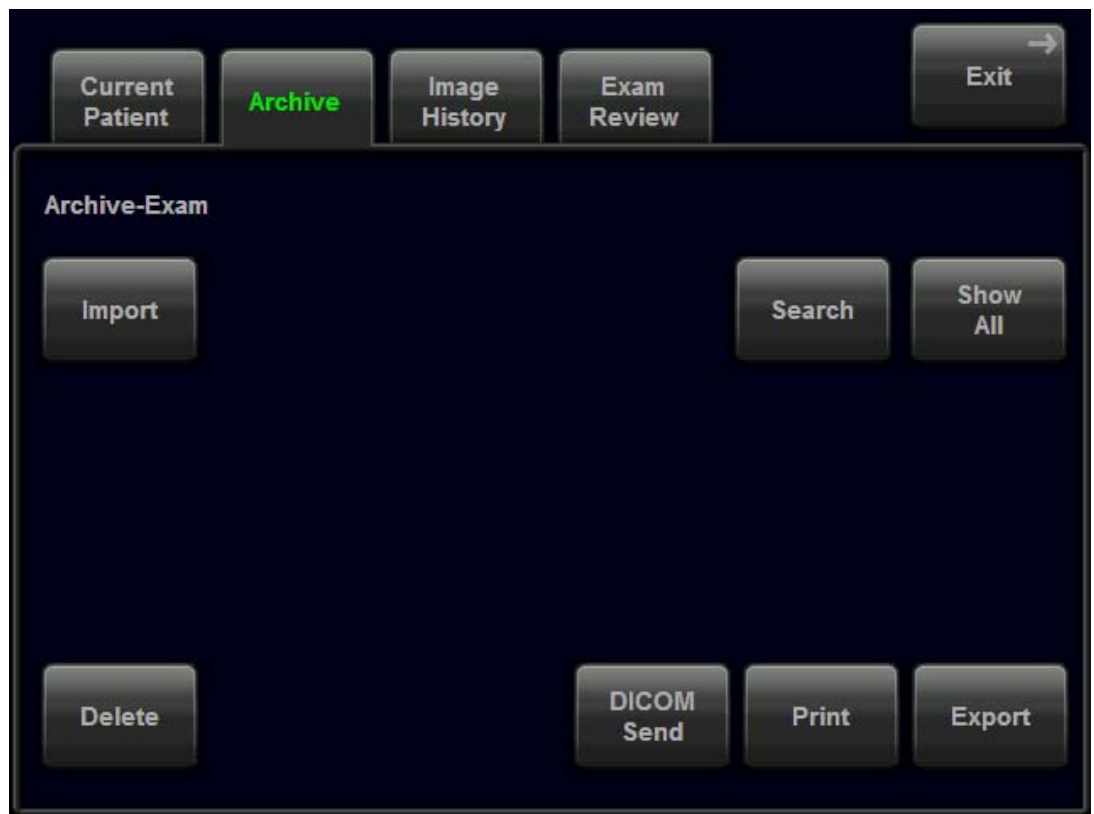 Current
Patient
Archive
Image
History
Exam
Review
Exit
Archive-Exam
Import
Search
Show
All
Delete
DICOM
Send
Print
Export